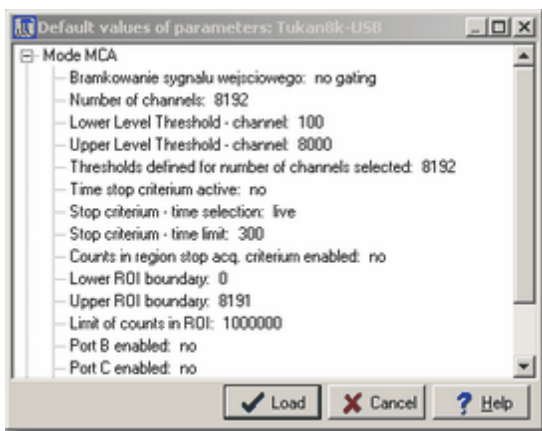 Default values of parameters: Tukan8k-USB
Mode MCA
Bramkowanie sygnalu wejsciowego: no gating
Number of channels: 8192
Lower Level Threshold - channel: 100
Upper Level Threshold - channel: 8000
Thresholds defined for number of channels selected: 8192
Time stop criterium active: no
Stop criterium - time selection: live
Stop criterium - time limit: 300
Counts in region stop acq. criterium enabled: no
Lower ROI boundary: 0
Upper ROI boundary: 8191
Limit of counts in ROI: 1000000
Port B enabled: no
Port C enabled: no
Load Cancel Help